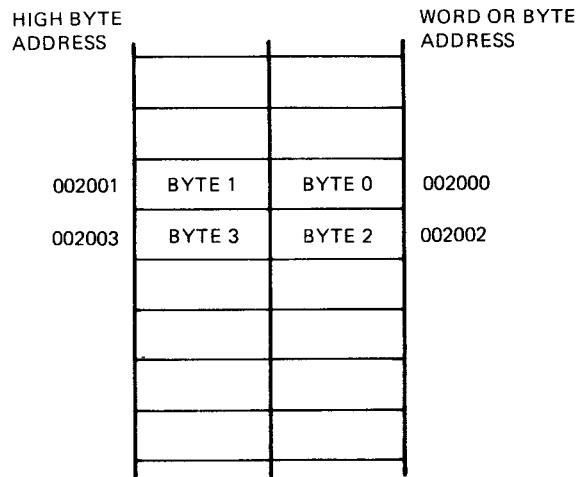 HIGH BYTE
ADDRESS
WORD OR BYTE
ADDRESS
002001 BYTE 1 BYTE 0 002000
002003 BYTE 3 BYTE 2 002002